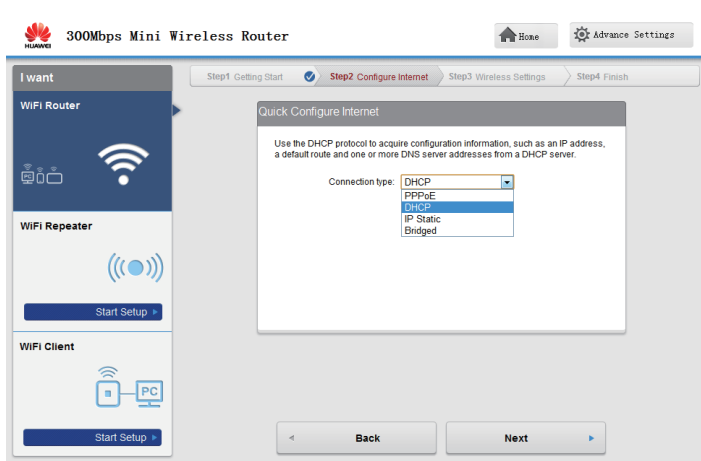 HUAWEI
300Mbps Mini Wireless Router
Home
Advance Settings
I want
WiFi Router
WiFi Repeater
Start Setup
WiFi Client
PC
Start Setup
Step1 Getting Start
Step2 Configure Internet
Step3 Wireless Settings
Step4 Finish
Quick Configure Internet
Use the DHCP protocol to acquire configuration information, such as an IP address,
a default route and one or more DNS server addresses from a DHCP server.
Connection type: DHCP
PPPoE
DHCP
IP Static
Bridged
Back
Next